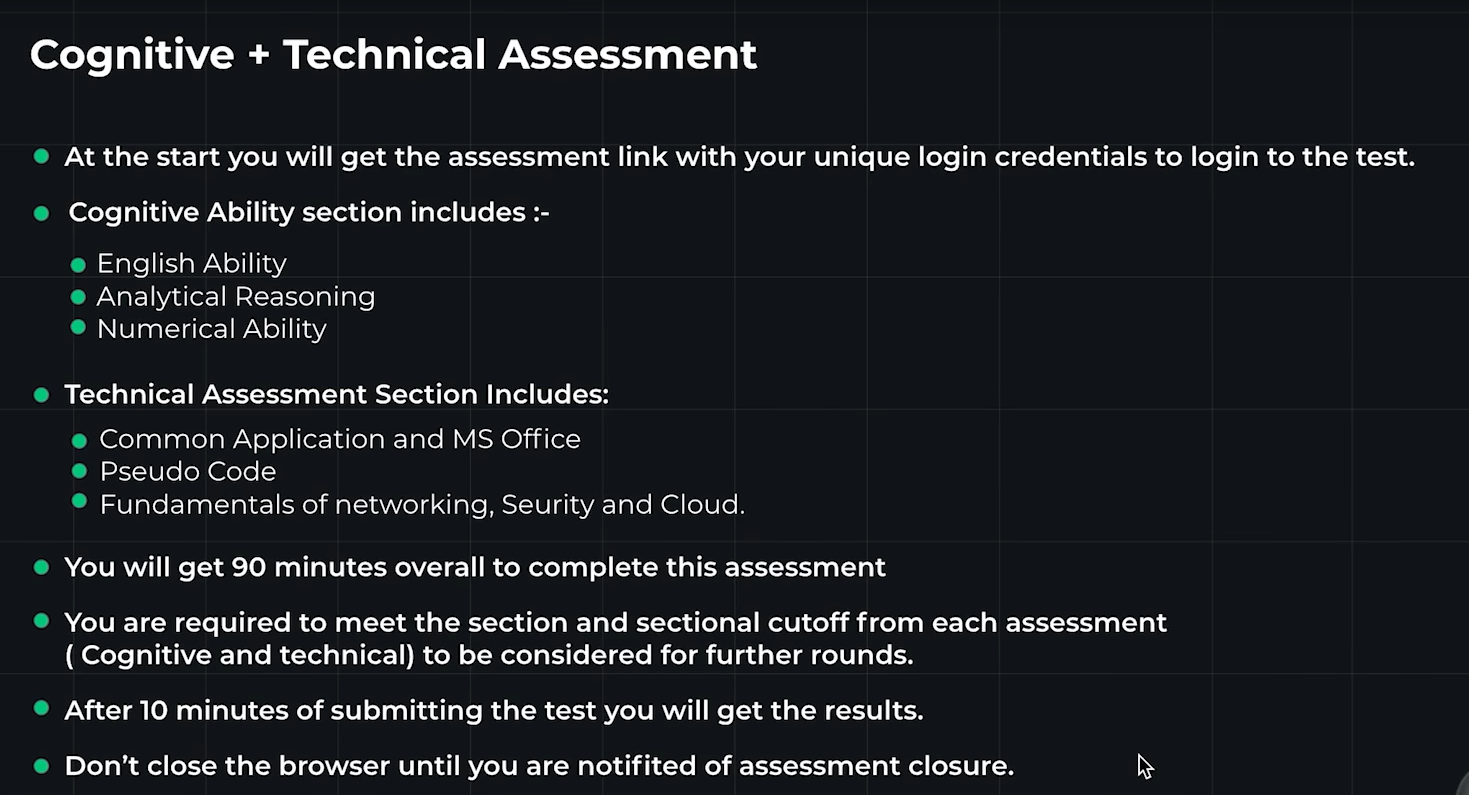 Cognitive + Technical Assessment
At the start you will get the assessment link with your unique login credentials to login to the test.
Cognitive Ability section includes :-
English Ability
Analytical Reasoning
Numerical Ability
Technical Assessment Section Includes:
Common Application and MS Office
Pseudo Code
Fundamentals of networking, Seurity and Cloud.
You will get 90 minutes overall to complete this assessment
You are required to meet the section and sectional cutoff from each assessment
( Cognitive and technical) to be considered for further rounds.
After 10 minutes of submitting the test you will get the results.
Don’t close the browser until you are notifited of assessment closure.